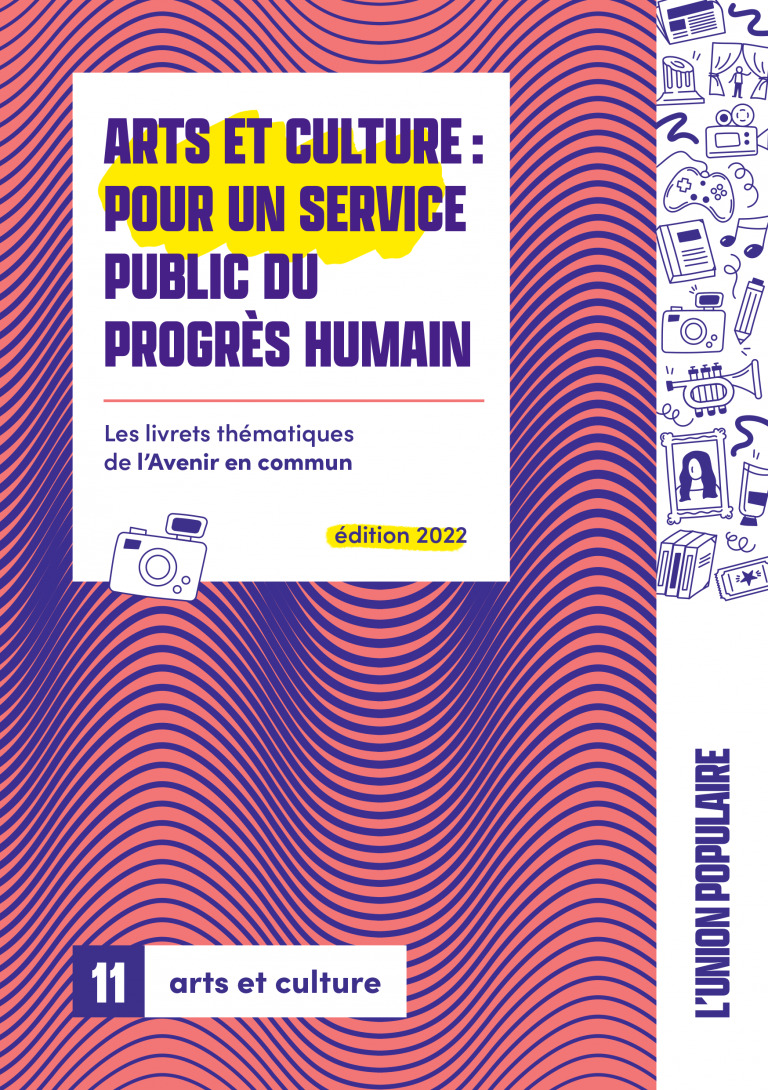 ARTS ET CULTURE :
POUR UN SERVICE
PUBLIC DU
PROGRÈS HUMAIN
Les livrets thématiques
de l’Avenir en commun
édition 2022
11
arts et culture
L’UNION POPULAIRE